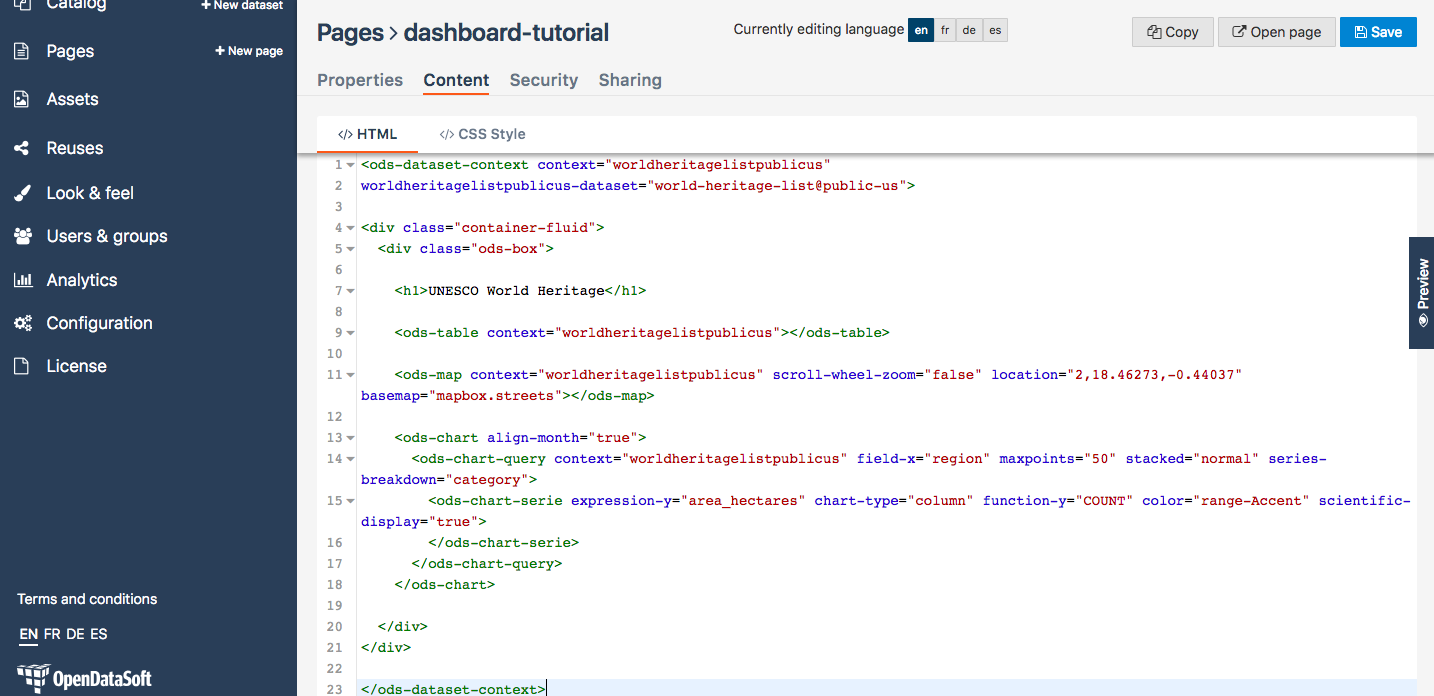 Catalog
+ New dataset
Pages
+ New page
Assets
Reuses
Look & feel
Users & groups
Analytics
Configuration
License
Terms and conditions
EN FR DE ES
OpenDataSoft
Pages > dashboard-tutorial
Currently editing language en fr de es
Copy
Open page
Save
Properties Content Security Sharing
</> HTML </> CSS Style
1 <ods-dataset-context context="worldheritagelistpublicus"
2 worldheritagelistpublicus-dataset="world-heritage-list@public-us">
3
4 <div class="container-fluid">
5 <div class="ods-box">
6
7 <h1>UNESCO World Heritage</h1>
8
9 <ods-table context="worldheritagelistpublicus"></ods-table>
10
11 <ods-map context="worldheritagelistpublicus" scroll-wheel-zoom="false" location="2,18.46273,-0.44037"
basemap="mapbox.streets"></ods-map>
12
13 <ods-chart align-month="true">
14 <ods-chart-query context="worldheritagelistpublicus" field-x="region" maxpoints="50" stacked="normal" series-
breakdown="category">
15 <ods-chart-serie expression-y="area_hectares" chart-type="column" function-y="COUNT" color="range-Accent" scientific-
display="true">
16 </ods-chart-serie>
17 </ods-chart-query>
18 </ods-chart>
19
20 </div>
21 </div>
22
23 </ods-dataset-context>
Preview